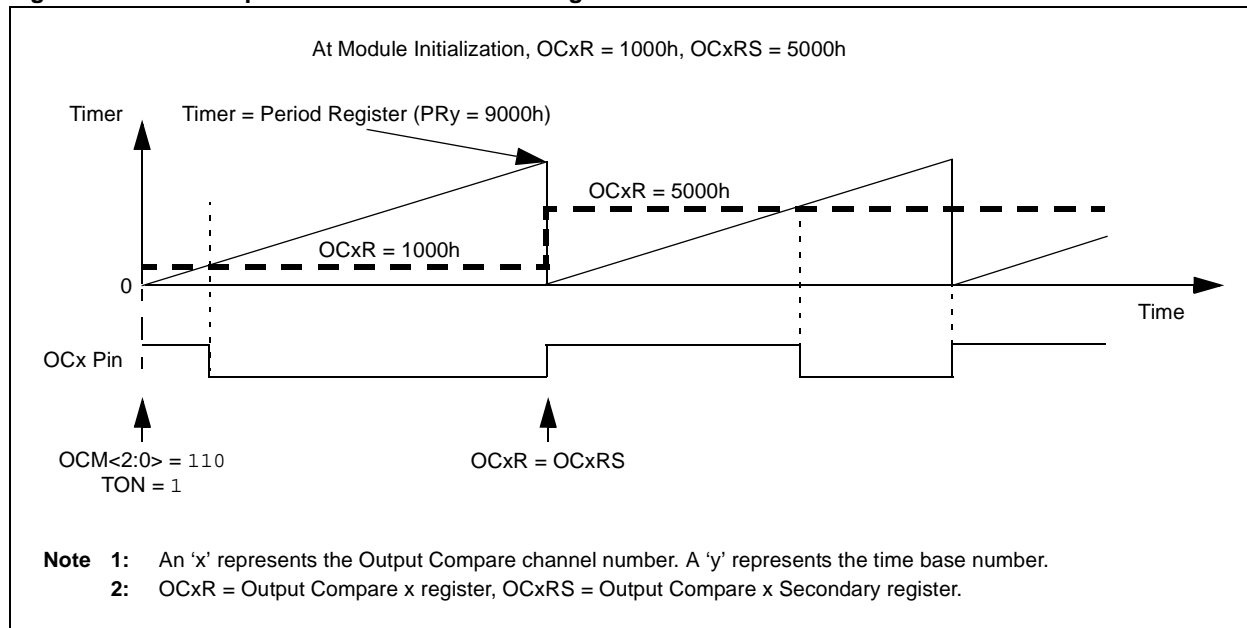 At Module Initialization, OCxR = 1000h, OCxRS = 5000h
Timer
Timer = Period Register (PRy = 9000h)
OCxR = 5000h
OCxR = 1000h
0
Time
OCx Pin
OCM<2:0> = 110
TON = 1
OCxR = OCxRS
Note 1: An ‘x’ represents the Output Compare channel number. A ‘y’ represents the time base number.
2: OCxR = Output Compare x register, OCxRS = Output Compare x Secondary register.